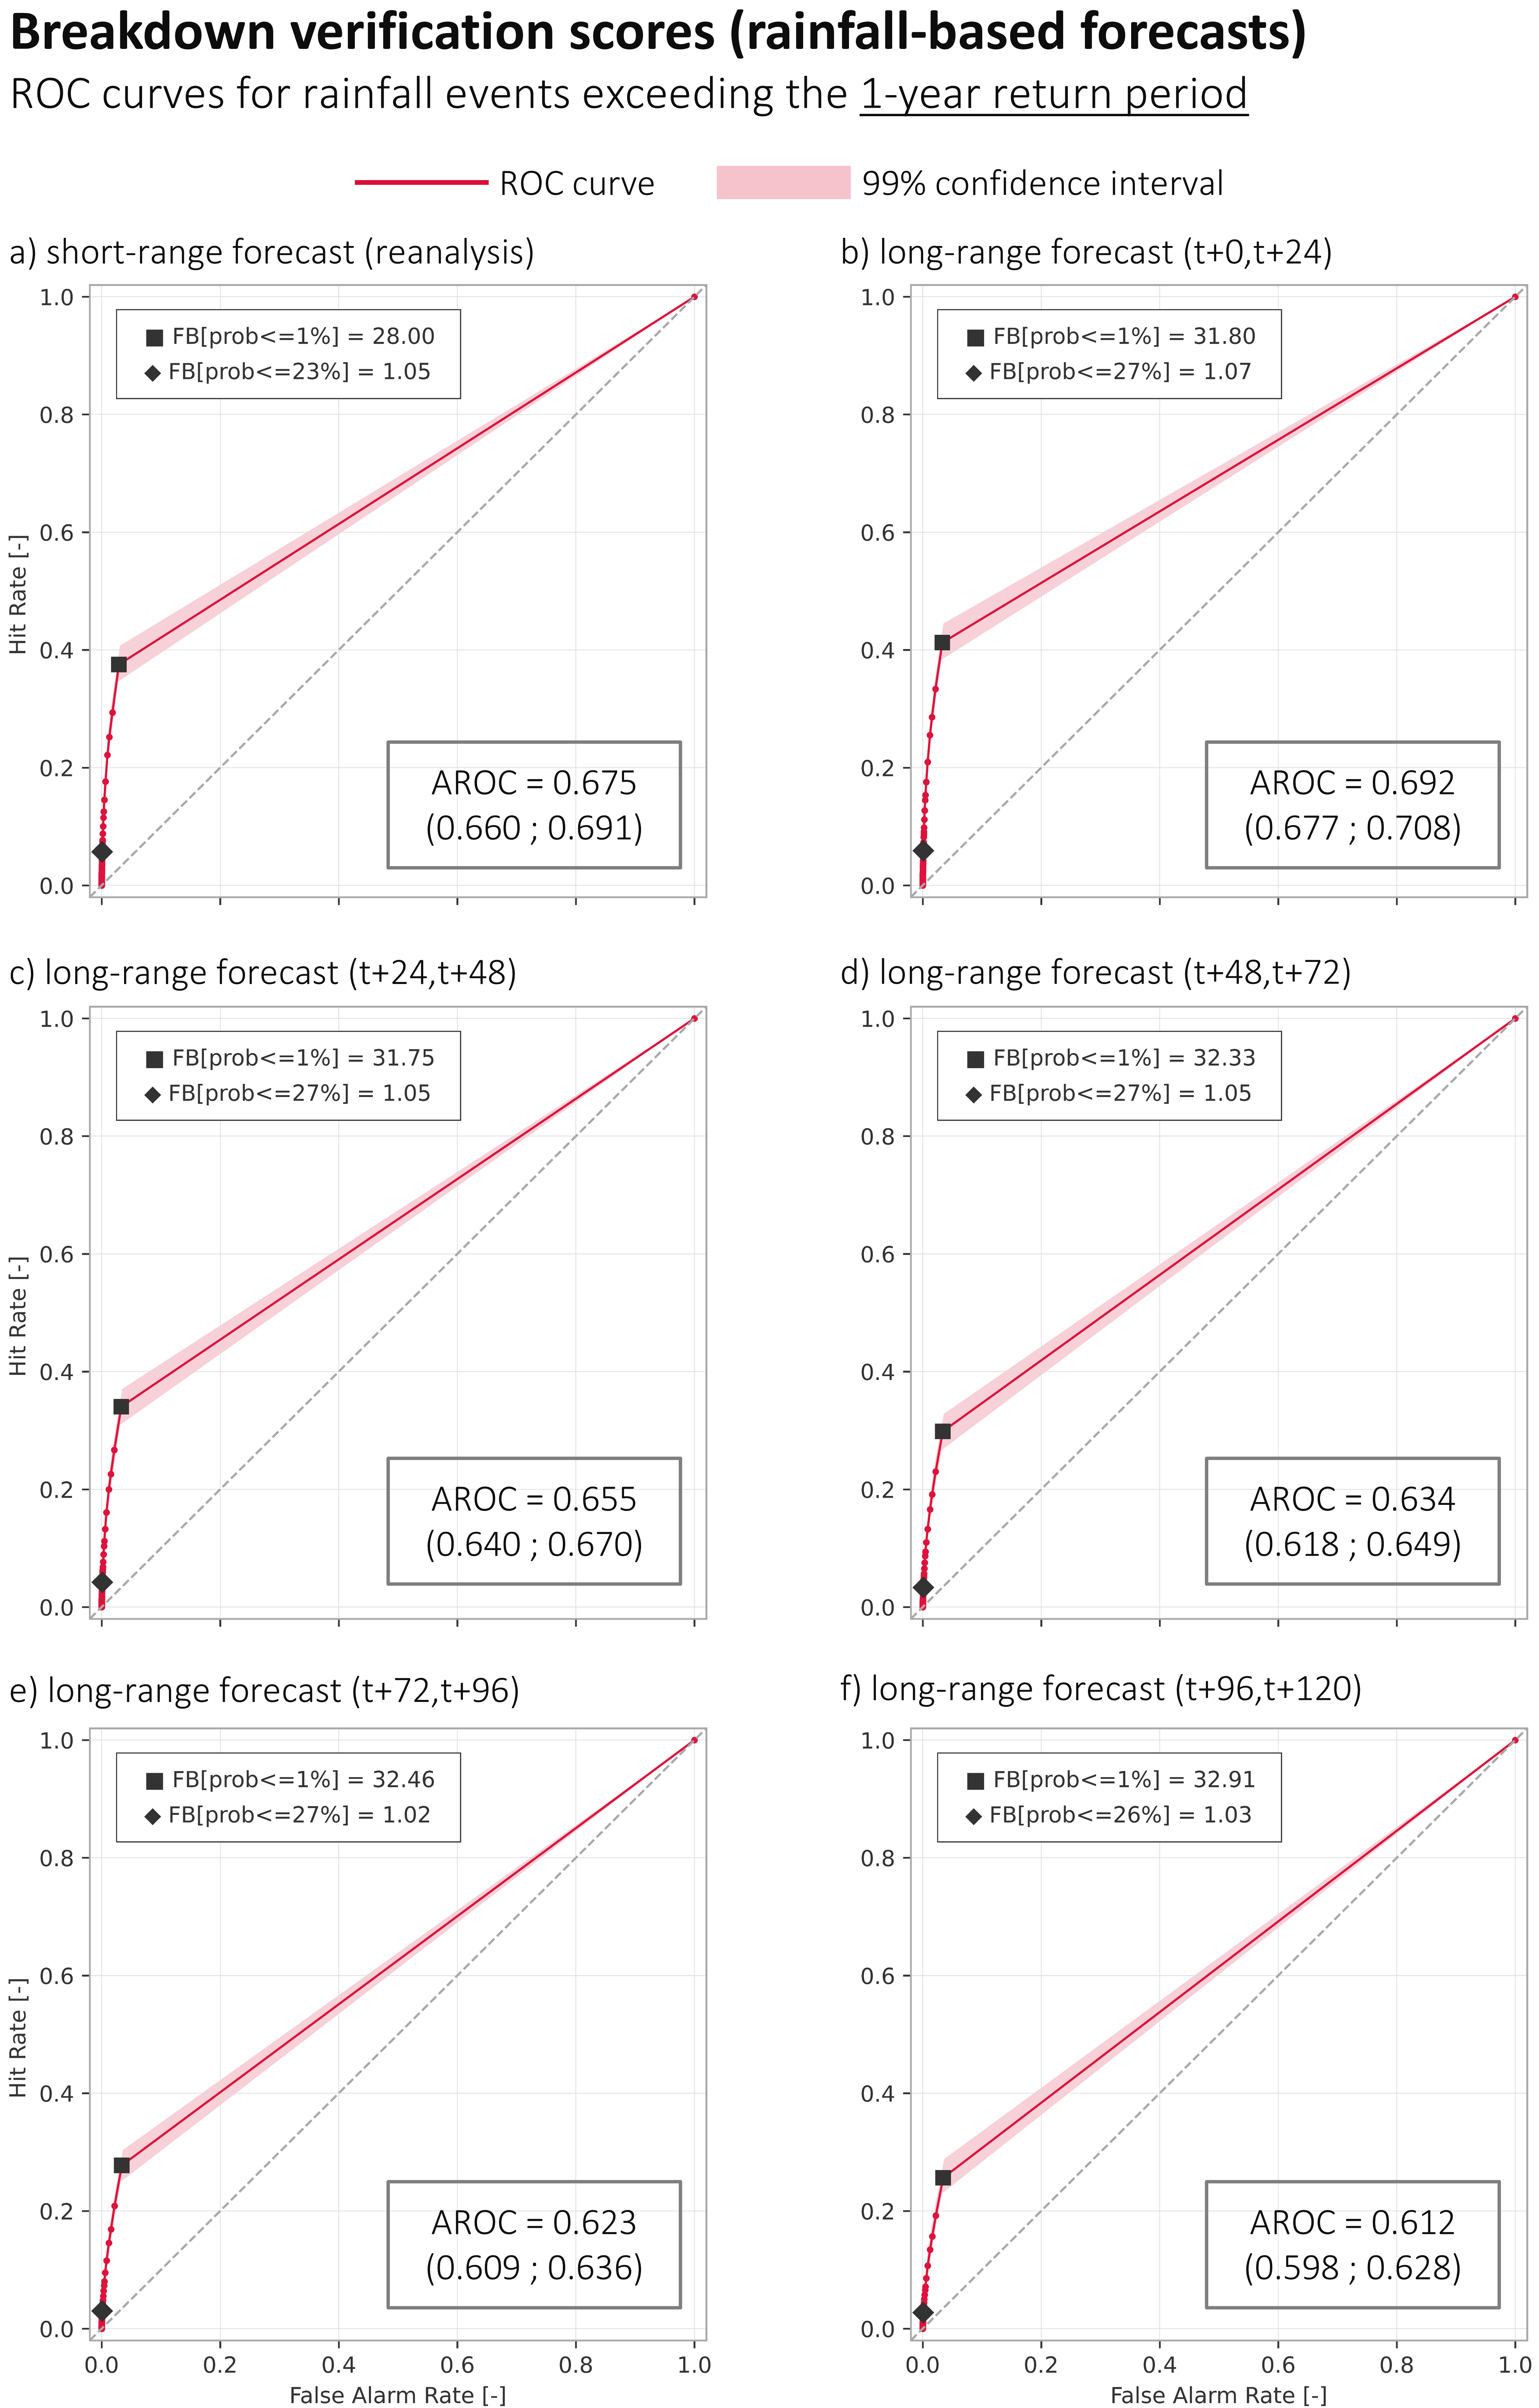 Breakdown verification scores (rainfall-based forecasts)
ROC curves for rainfall events exceeding the 1-year return period
ROC curve
99% confidence interval
a) short-range forecast (reanalysis)
1.0
0.8
0.6
0.4
0.2
0.0
Hit Rate [-]
FB[prob<=1%] = 28.00
FB[prob<=23%] = 1.05
AROC = 0.675
(0.660 ; 0.691)
b) long-range forecast (t+0,t+24)
1.0
0.8
0.6
0.4
0.2
0.0
FB[prob<=1%] = 31.80
FB[prob<=27%] = 1.07
AROC = 0.692
(0.677 ; 0.708)
c) long-range forecast (t+24,t+48)
1.0
0.8
0.6
0.4
0.2
0.0
Hit Rate [-]
FB[prob<=1%] = 31.75
FB[prob<=27%] = 1.05
AROC = 0.655
(0.640 ; 0.670)
d) long-range forecast (t+48,t+72)
1.0
0.8
0.6
0.4
0.2
0.0
FB[prob<=1%] = 32.33
FB[prob<=27%] = 1.05
AROC = 0.634
(0.618 ; 0.649)
e) long-range forecast (t+72,t+96)
1.0
0.8
0.6
0.4
0.2
0.0
Hit Rate [-]
FB[prob<=1%] = 32.46
FB[prob<=27%] = 1.02
AROC = 0.623
(0.609 ; 0.636)
0.0 0.2 0.4 0.6 0.8 1.0
False Alarm Rate [-]
f) long-range forecast (t+96,t+120)
1.0
0.8
0.6
0.4
0.2
0.0
FB[prob<=1%] = 32.91
FB[prob<=26%] = 1.03
AROC = 0.612
(0.598 ; 0.628)
0.0 0.2 0.4 0.6 0.8 1.0
False Alarm Rate [-]